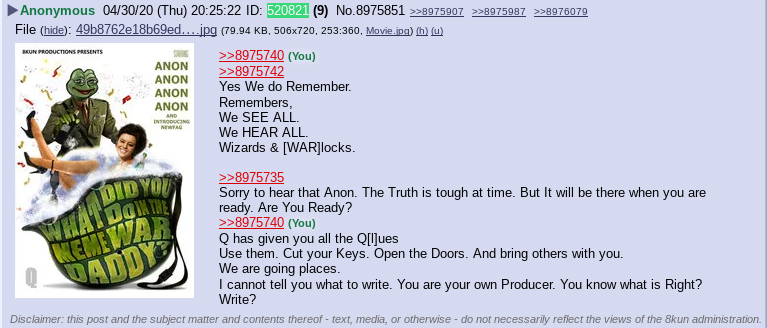 ▶Anonymous 04/30/20 (Thu) 20:25:22 ID: 520821 (9) No.8975851 >>8975907 >>8975987 >>8976079
File (hide): 49b8762e18b69ed….jpg (79.94 KB, 506x720, 253:360, Movie.jpg) (h) (u)
8KUN PRODUCTIONS PRESENTS
STARRING
ANON
ANON
ANON
ANON
AND
INTRODUCING
NEWFAG
WHAT DID YOU
DO IN THE
MEME WAR
DADDY?
Q
>>8975740 (You)
>>8975742
Yes We do Remember.
Remembers,
We SEE ALL.
We HEAR ALL.
Wizards & [WAR]locks.
>>8975735
Sorry to hear that Anon. The Truth is tough at time. But It will be there when you are
ready. Are You Ready?
>>8975740 (You)
Q has given you all the Q[l]ues
Use them. Cut your Keys. Open the Doors. And bring others with you.
We are going places.
I cannot tell you what to write. You are your own Producer. You know what is Right?
Write?
Disclaimer: this post and the subject matter and contents thereof - text, media, or otherwise - do not necessarily reflect the views of the 8kun administration.